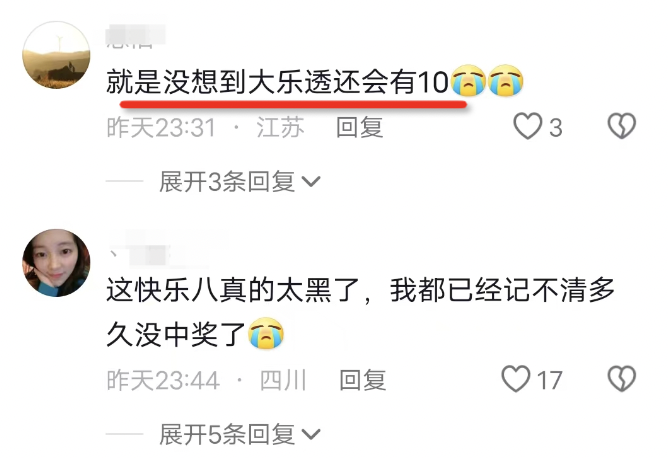 就是没想到大乐透还会有10😭😭
昨天23:31 · 江苏 回复
3
展开3条回复
、
这快乐八真的太黑了，我都已经记不清多
久没中奖了😭
昨天23:44 · 四川 回复
17
展开5条回复